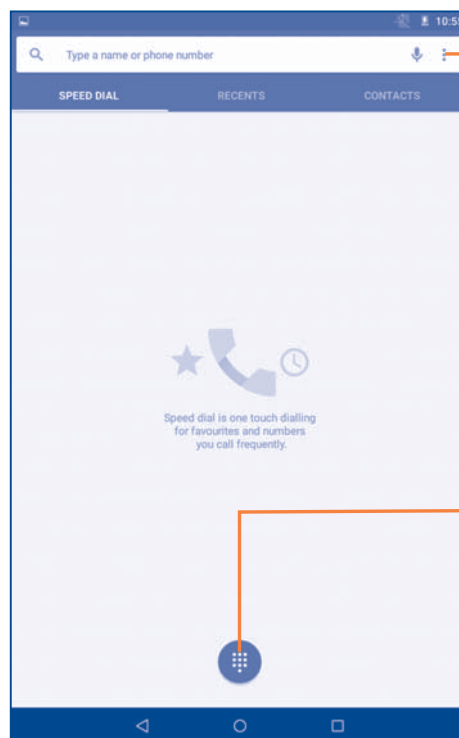 10:55
Type a name or phone number
SPEED DIAL RECENTS CONTACTS
Speed dial is one touch dialling
for favourites and numbers
you call frequently.